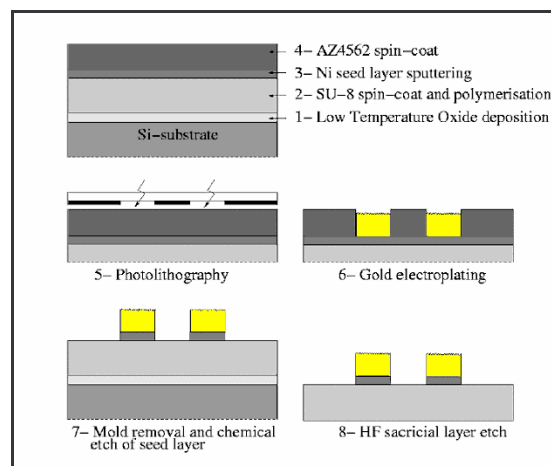 4– AZ4562 spin–coat
3– Ni seed layer sputtering
2– SU–8 spin–coat and polymerisation
1– Low Temperature Oxide deposition
Si–substrate
5– Photolithography
6– Gold electroplating
7– Mold removal and chemical
etch of seed layer
8– HF sacricial layer etch